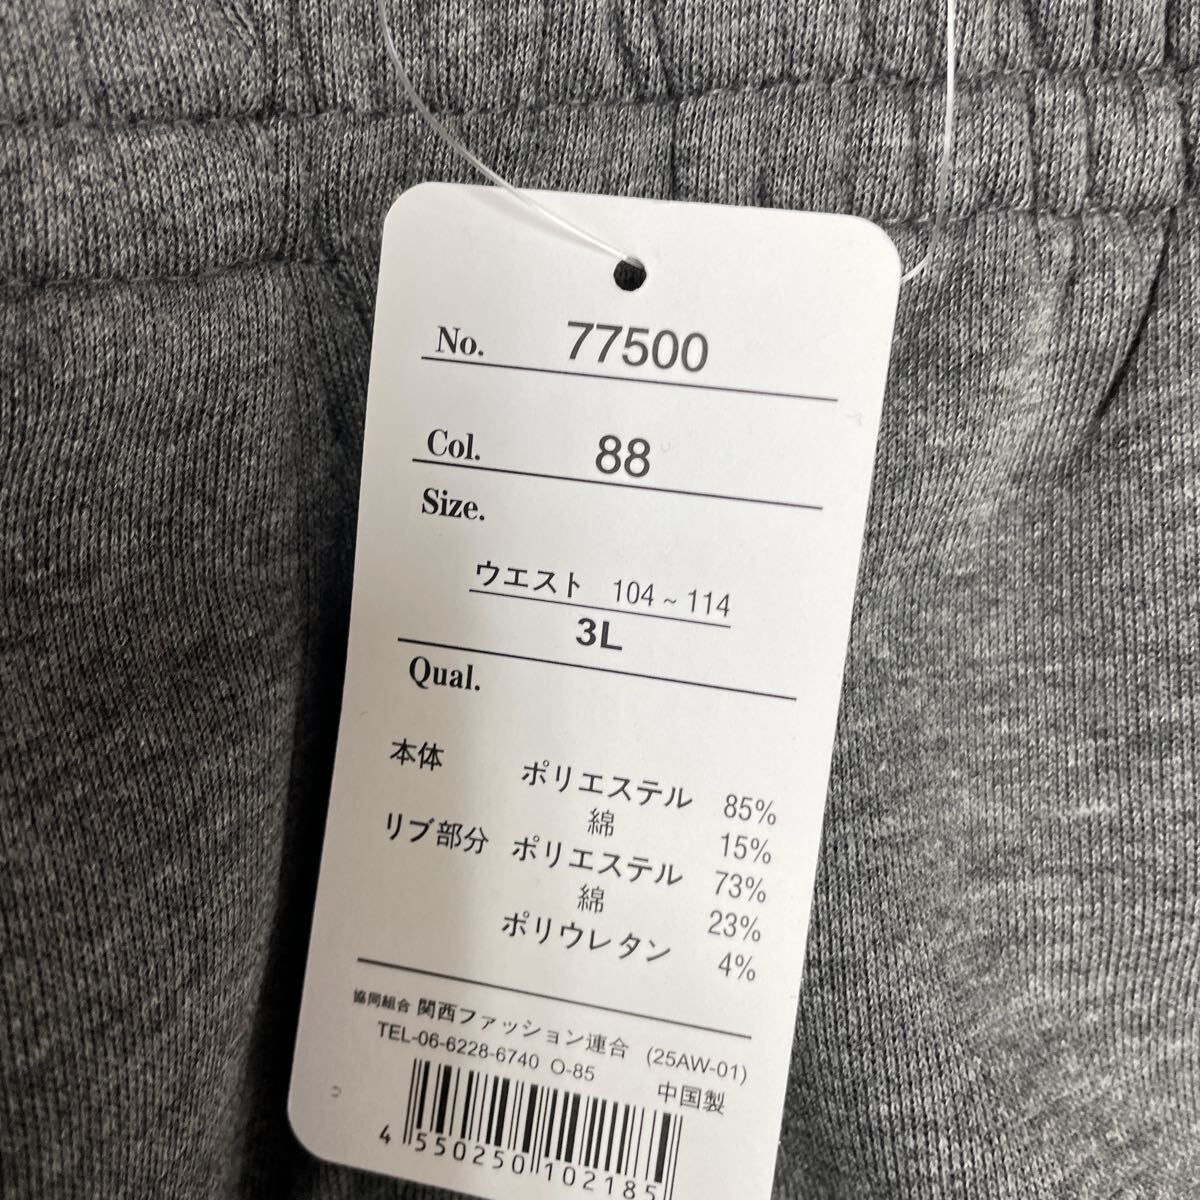 No. 77500
Col. 88
Size.
ウエスト 104 ~ 114
3L
Qual.
本体 ポリエステル 85%
綿 15%
リブ部分 ポリエステル 73%
綿 23%
ポリウレタン 4%
協同組合 関西ファッション連合 (25AW-01)
TEL-06-6228-6740 O-85 中国製
4 550250 102185